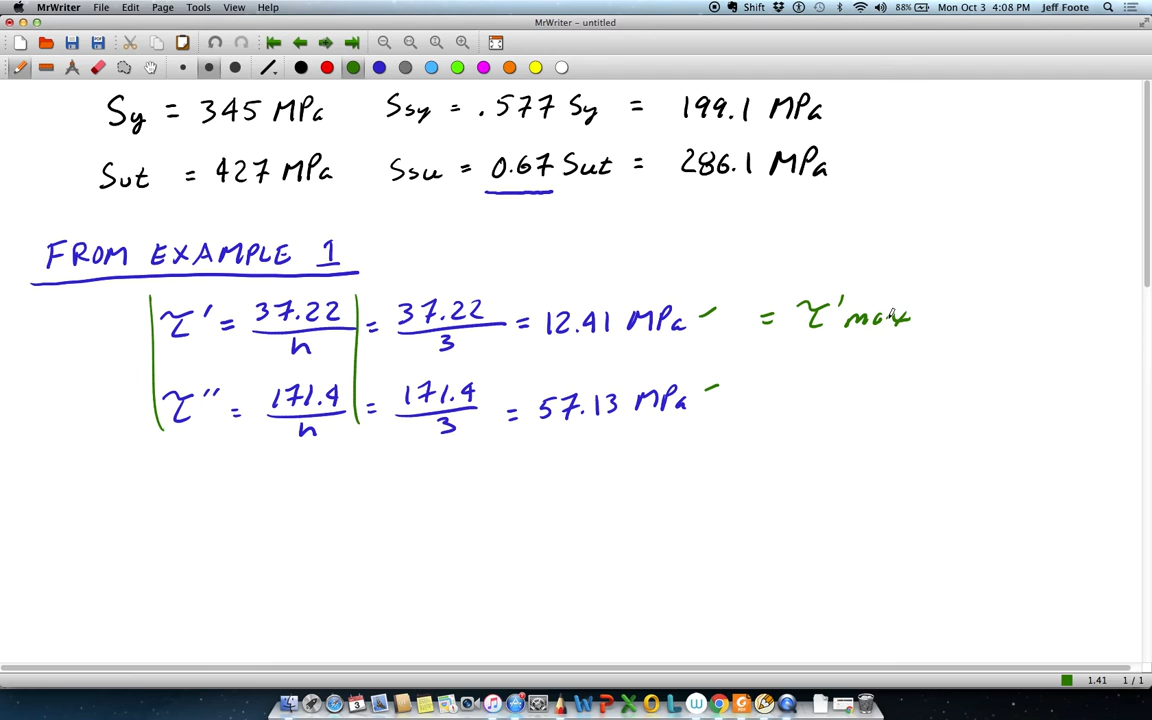 MrWriter File Edit Page Tools View Help Shift 88% Mon Oct 3 4:08 PM Jeff Foote
MrWriter – untitled
Sy = 345 MPa Ssy = .577 Sy = 199.1 MPa
Sut = 427 MPa Ssu = 0.67 Sut = 286.1 MPa
FROM EXAMPLE 1
τ' = 37.22/h = 37.22/3 = 12.41 MPa = τ'max
τ'' = 171.4/h = 171.4/3 = 57.13 MPa
1.41 1 / 1